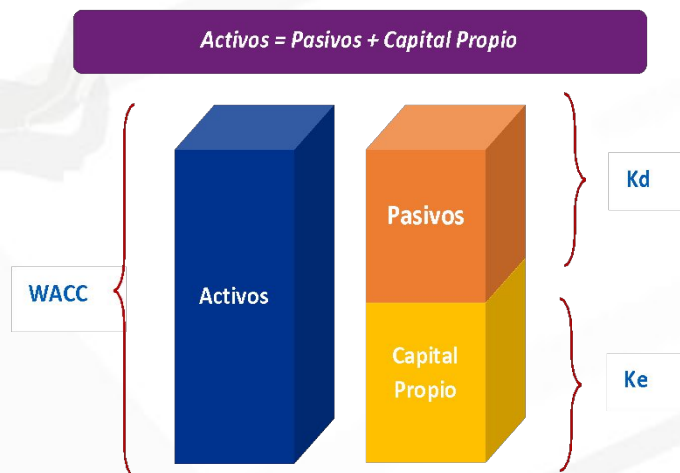 Activos = Pasivos + Capital Propio
Kd
Pasivos
WACC
Activos
Capital
Propio
Ke